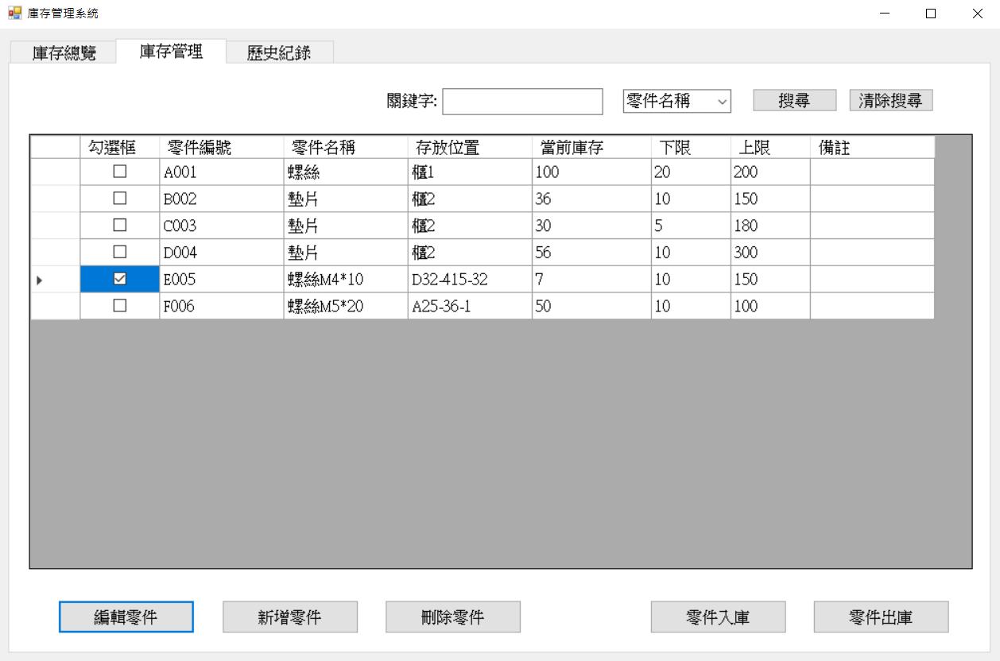 庫存管理系統
庫存總覽 庫存管理 歷史紀錄
關鍵字: 零件名稱 搜尋 清除搜尋
勾選框 零件編號 零件名稱 存放位置 當前庫存 下限 上限 備註
A001 螺絲 櫃1 100 20 200
B002 墊片 櫃2 36 10 150
C003 墊片 櫃2 30 5 180
D004 墊片 櫃2 56 10 300
E005 螺絲M4*10 D32-415-32 7 10 150
F006 螺絲M5*20 A25-36-1 50 10 100
編輯零件 新增零件 刪除零件 零件入庫 零件出庫